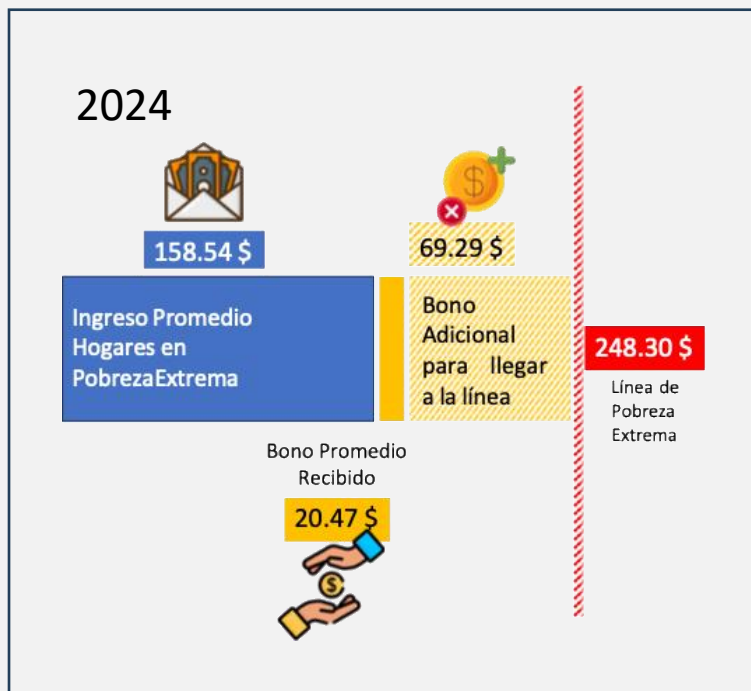 2024
158.54 $
69.29 $
Ingreso Promedio
Hogares en
PobrezaExtrema
Bono
Adicional
para llegar
a la línea
248.30 $
Línea de
Pobreza
Extrema
Bono Promedio
Recibido
20.47 $